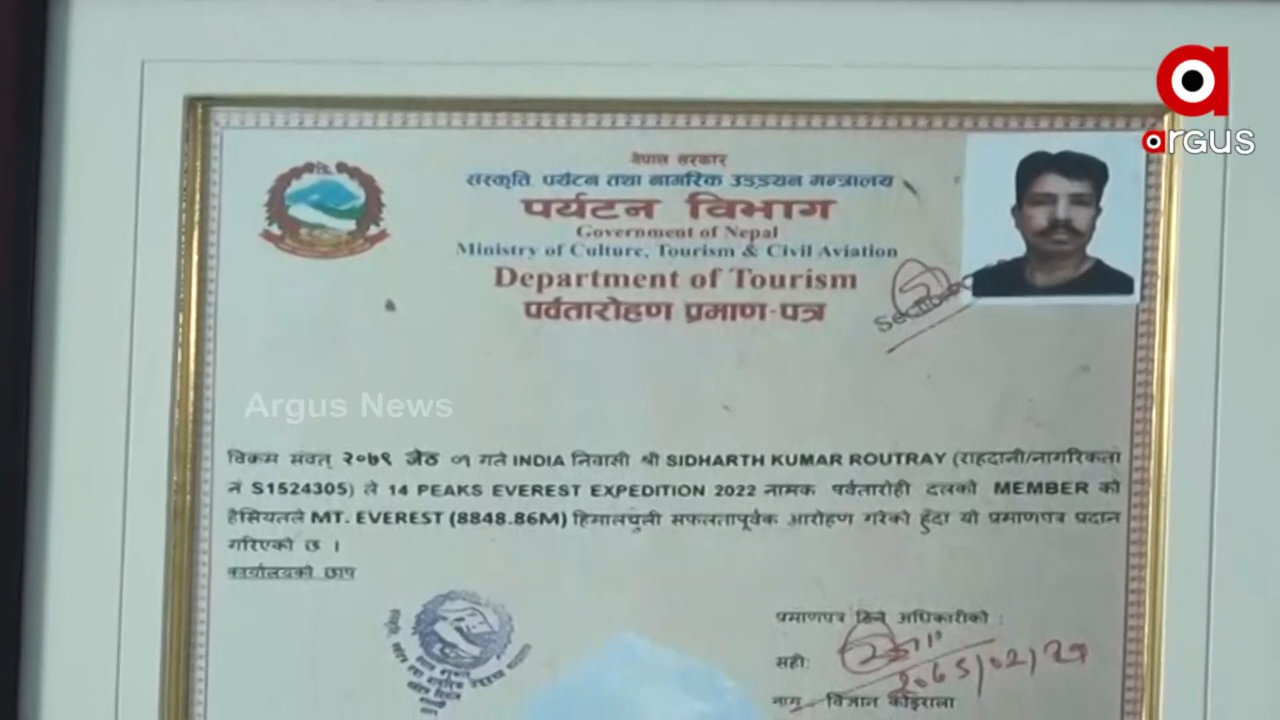 argus
नेपाल सरकार
संस्कृति, पर्यटन तथा नागरिक उड्डयन मन्त्रालय
पर्यटन विभाग
Government of Nepal
Ministry of Culture, Tourism & Civil Aviation
Department of Tourism
पर्वतारोहण प्रमाण-पत्र
Argus News
विक्रम संवत् २०७९ जेठ ०१ गते INDIA निवासी श्री SIDHARTH KUMAR ROUTRAY (राहदानी/नागरिकता
नं S1524305) ले 14 PEAKS EVEREST EXPEDITION 2022 नामक पर्वतारोही दलको MEMBER को
हैसियतले MT. EVEREST (8848.86M) हिमालचुली सफलतापूर्वक आरोहण गरेको हुँदा यो प्रमाणपत्र प्रदान
गरिएको छ ।
कार्यालयको छाप
प्रमाणपत्र दिने अधिकारीको :
सही:
नाम विज्ञान कोइराला